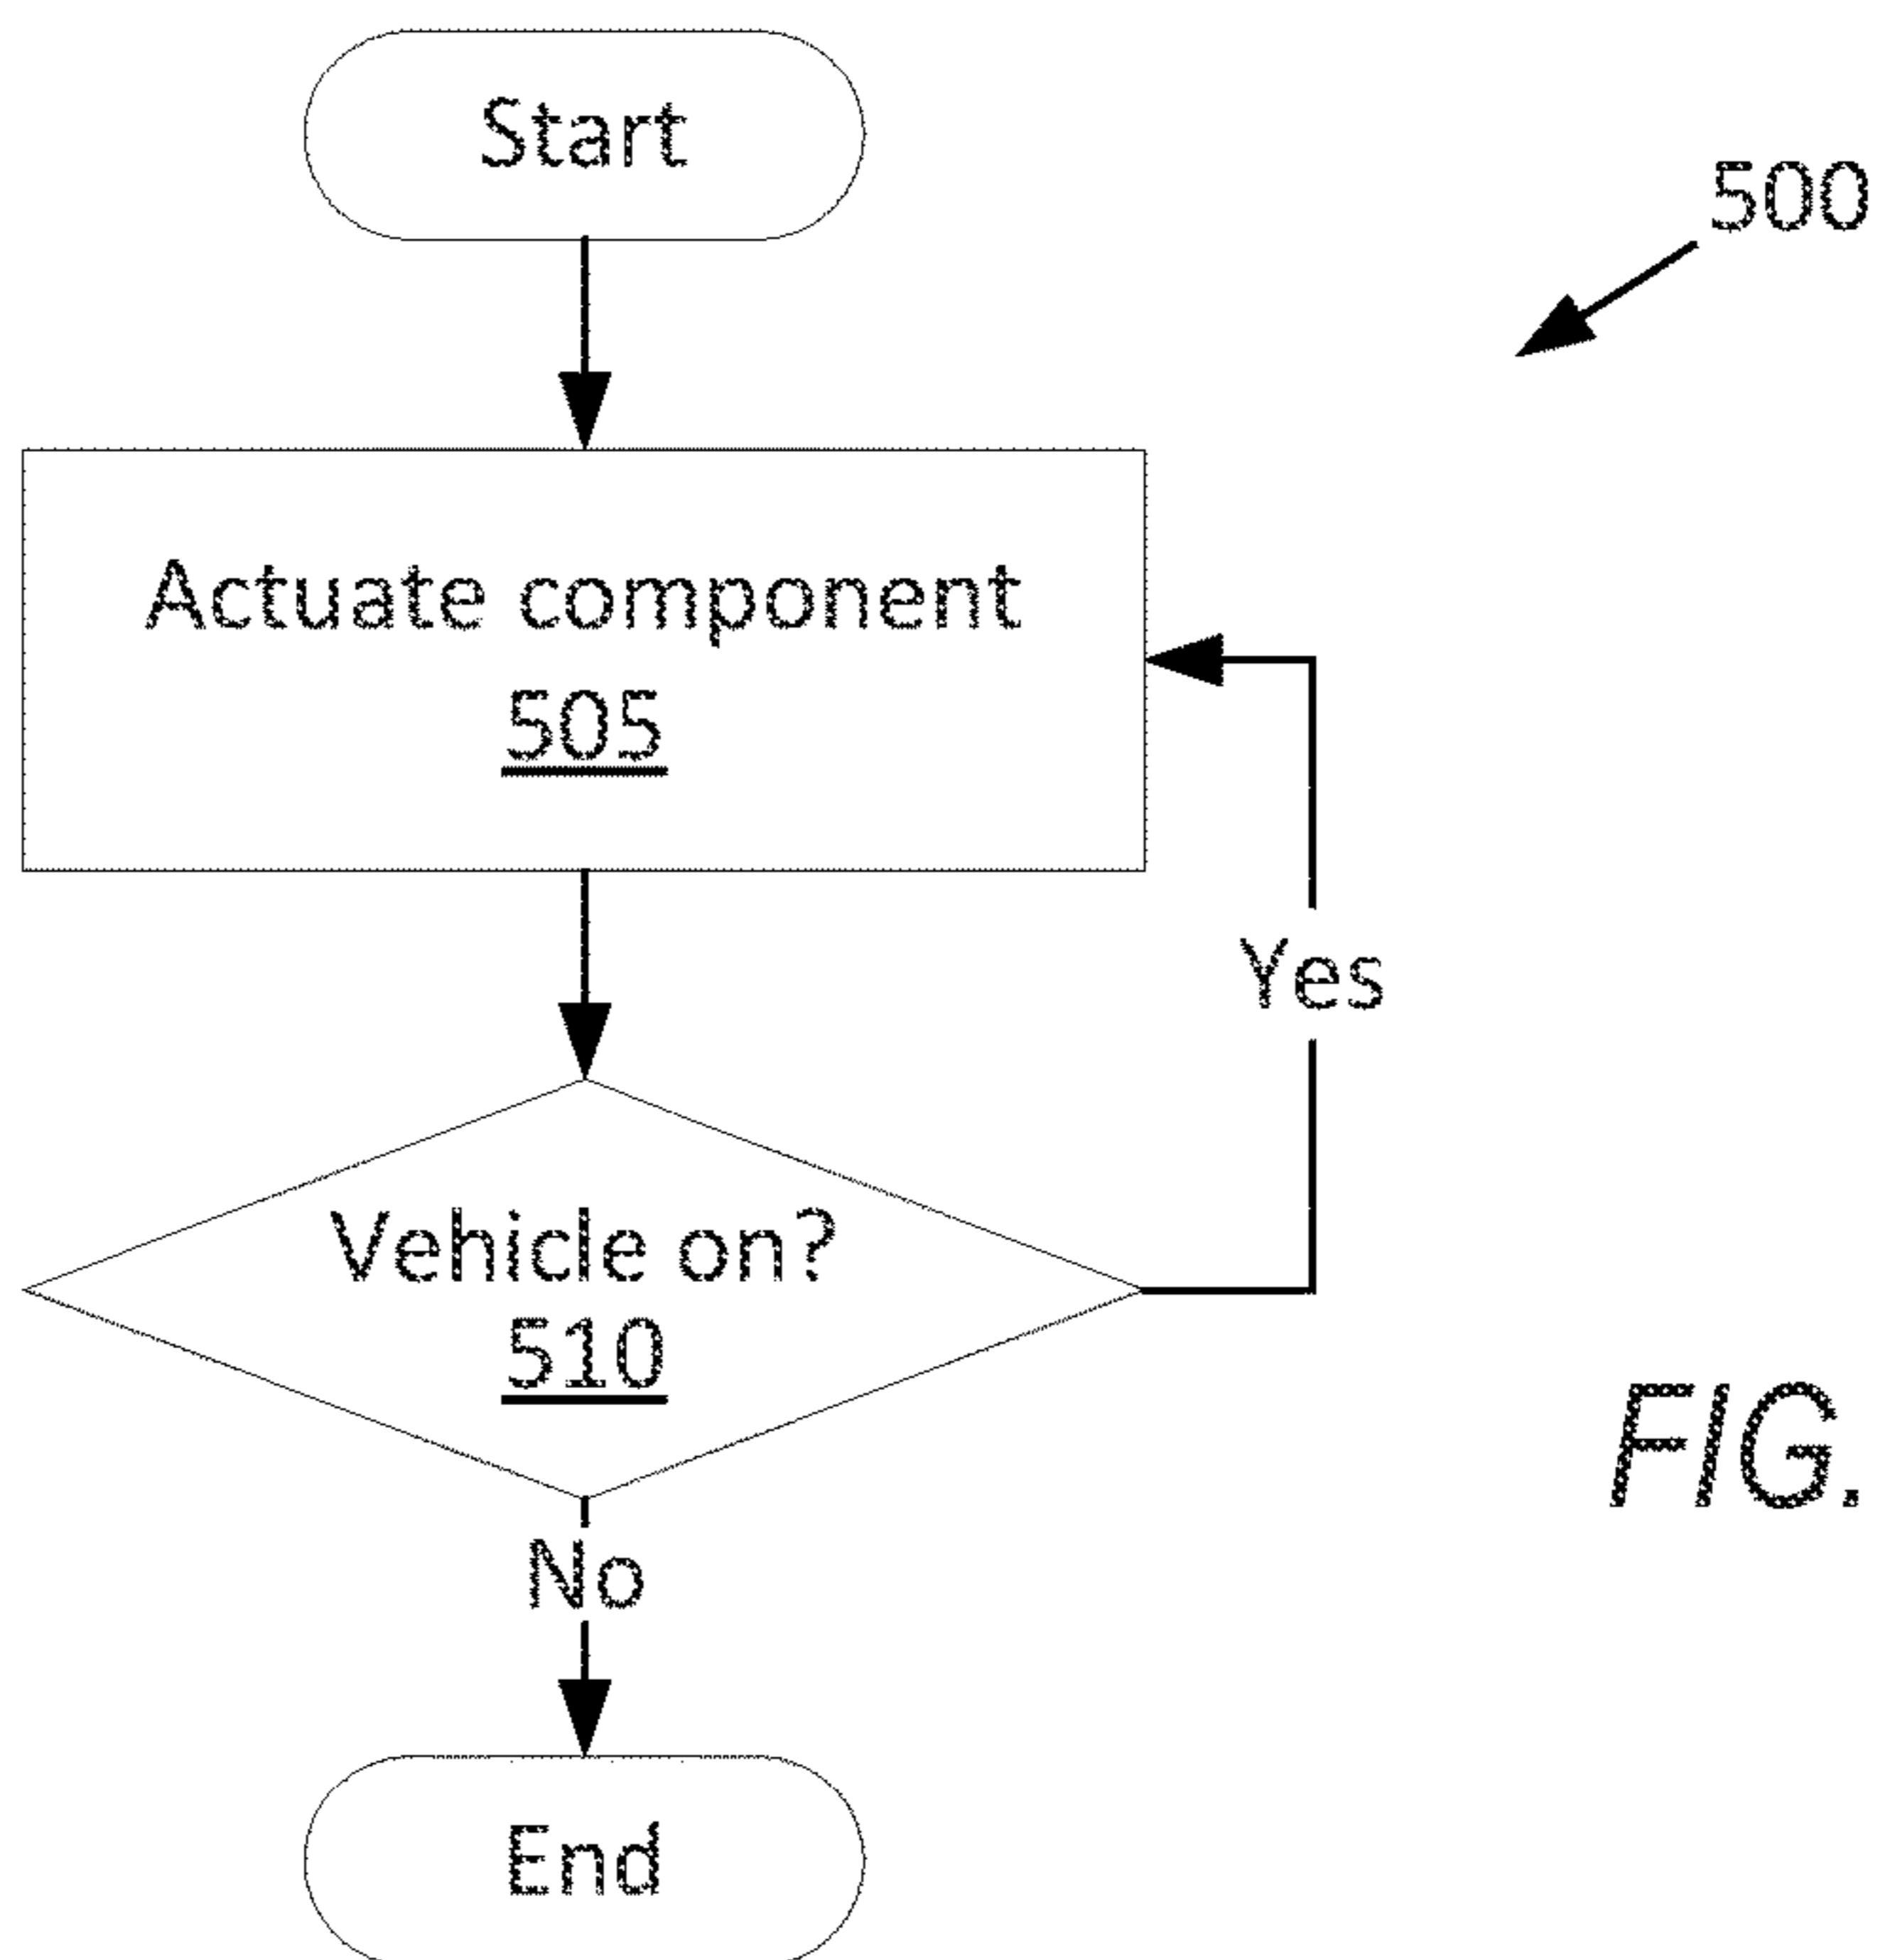 Start
500
Actuate component
505
Yes
Vehicle on?
510
FIG.
No
End